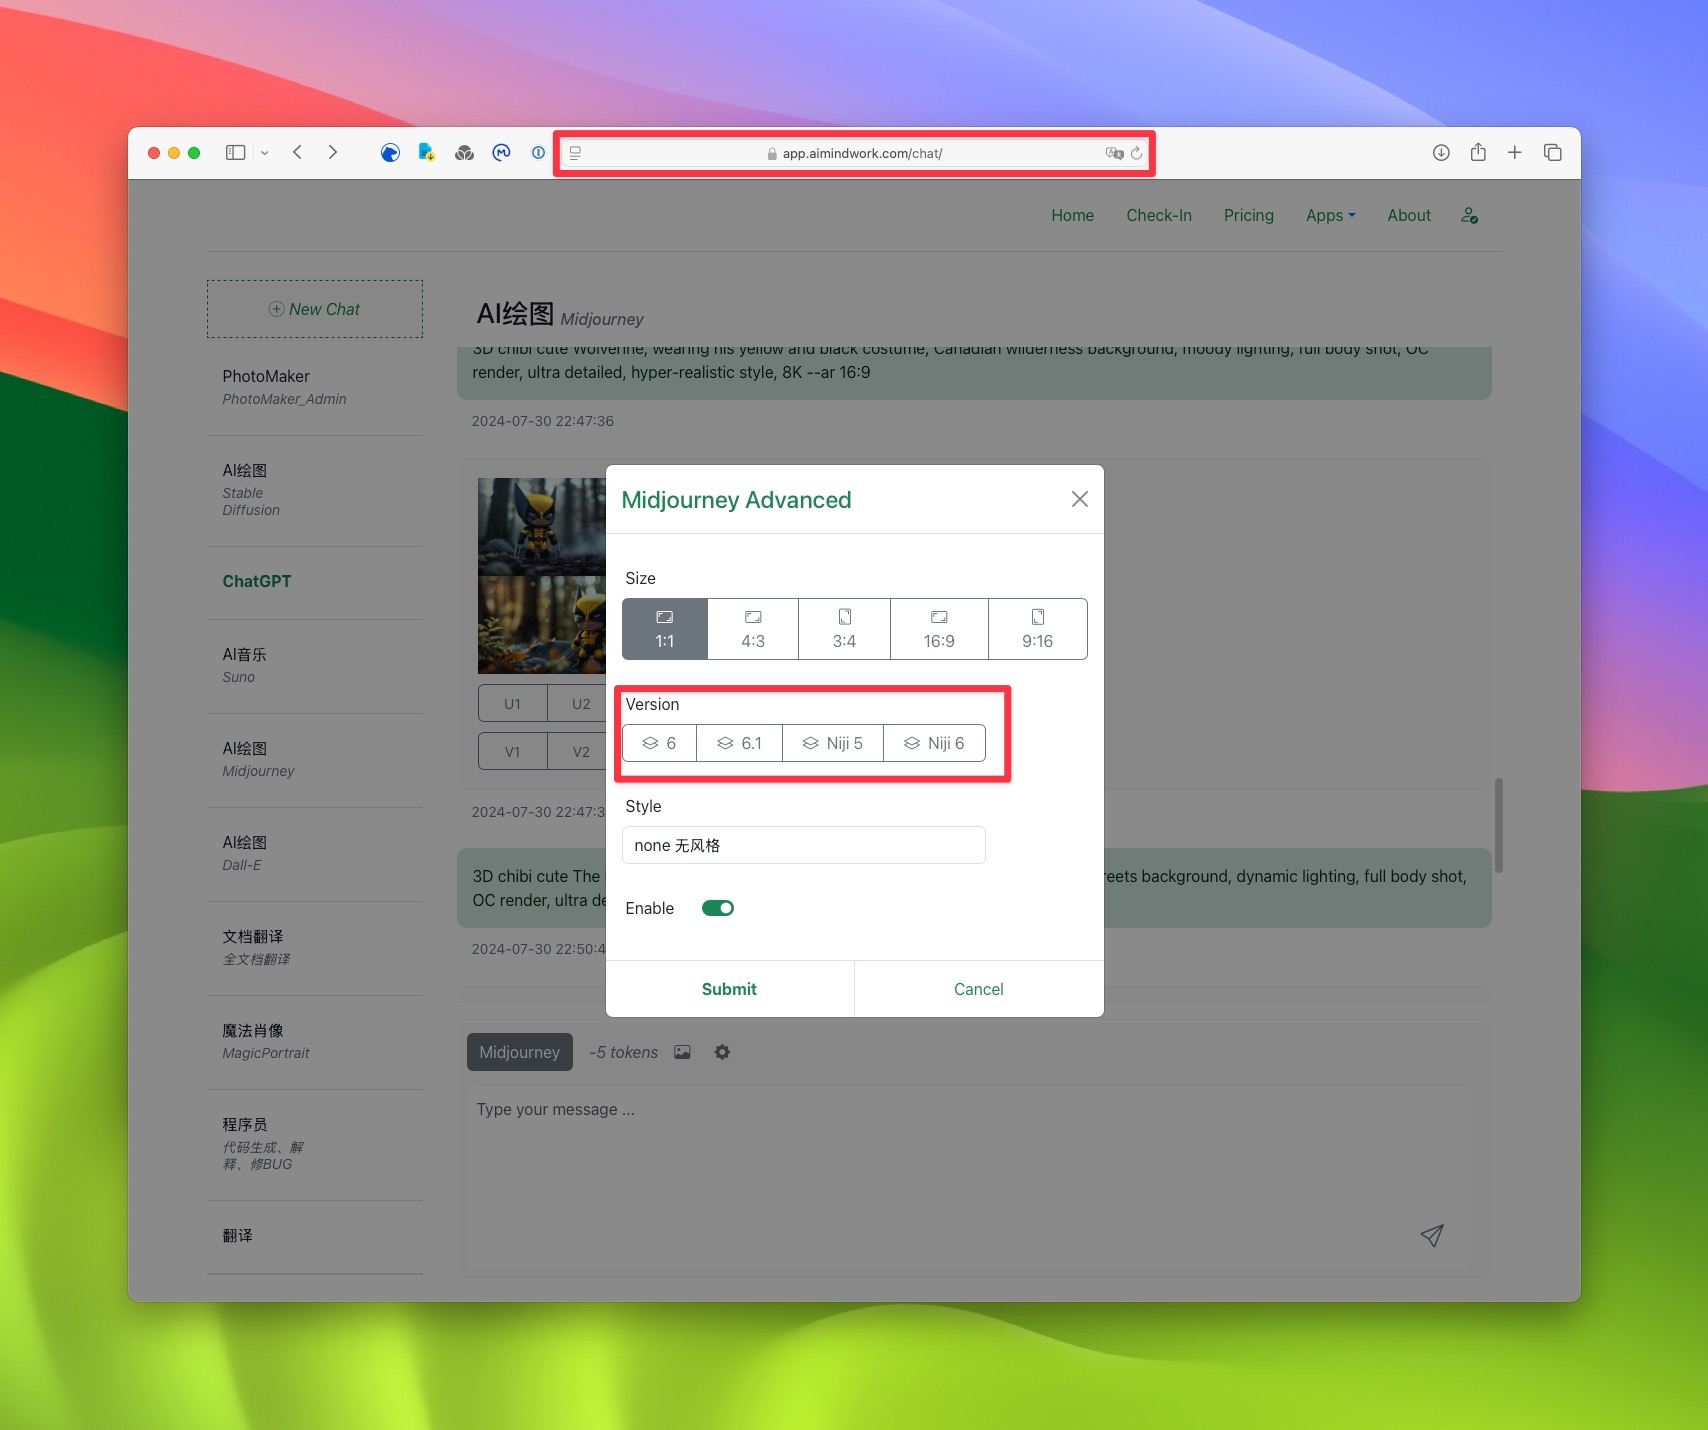 app.aimindwork.com/chat/
Home
Check-In
Pricing
Apps
About
New Chat
PhotoMaker
PhotoMaker_Admin
AI绘图
Stable
Diffusion
ChatGPT
AI音乐
Suno
AI绘图
Midjourney
AI绘图
Dall-E
文档翻译
全文档翻译
魔法肖像
MagicPortrait
程序员
代码生成、解
释、修BUG
翻译
AI绘图 Midjourney
3D chibi cute Wolverine, wearing his yellow and black costume, Canadian wilderness background, moody lighting, full body shot, OC
render, ultra detailed, hyper-realistic style, 8K --ar 16:9
2024-07-30 22:47:36
U1
U2
V1
V2
2024-07-30 22:47:3
3D chibi cute The
reets background, dynamic lighting, full body shot,
OC render, ultra de
2024-07-30 22:50:4
Midjourney Advanced
Size
1:1
4:3
3:4
16:9
9:16
Version
6
6.1
Niji 5
Niji 6
Style
none 无风格
Enable
Submit
Cancel
Midjourney
-5 tokens
Type your message ...